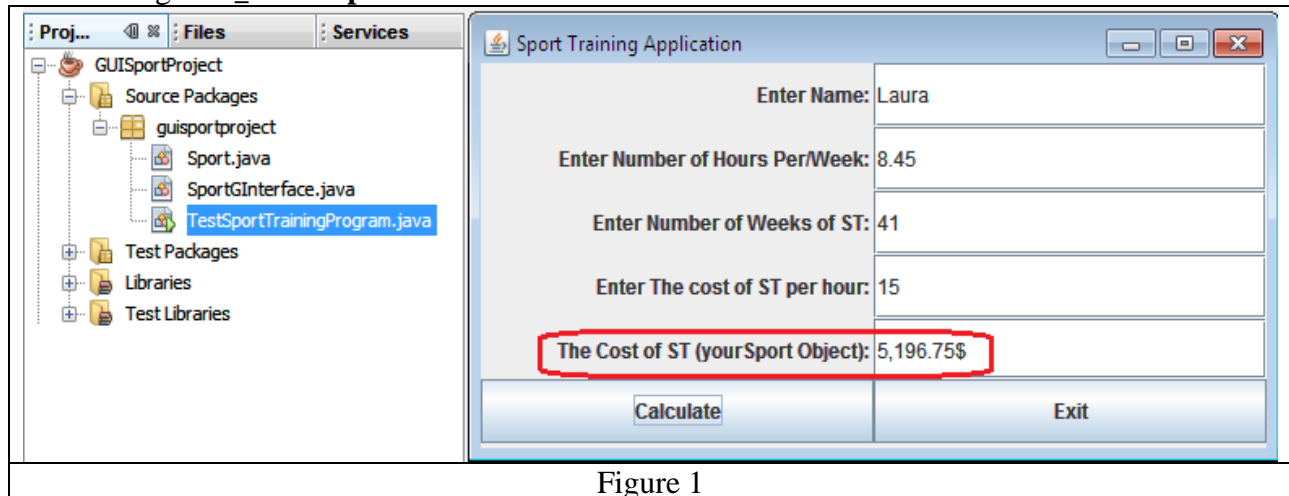 Proj... Files Services
GUISportProject
Source Packages
guisportproject
Sport.java
SportGInterface.java
TestSportTrainingProgram.java
Test Packages
Libraries
Test Libraries
Sport Training Application
Enter Name: Laura
Enter Number of Hours Per/Week: 8.45
Enter Number of Weeks of ST: 41
Enter The cost of ST per hour: 15
The Cost of ST (yourSport Object): 5,196.75$
Calculate Exit
Figure 1